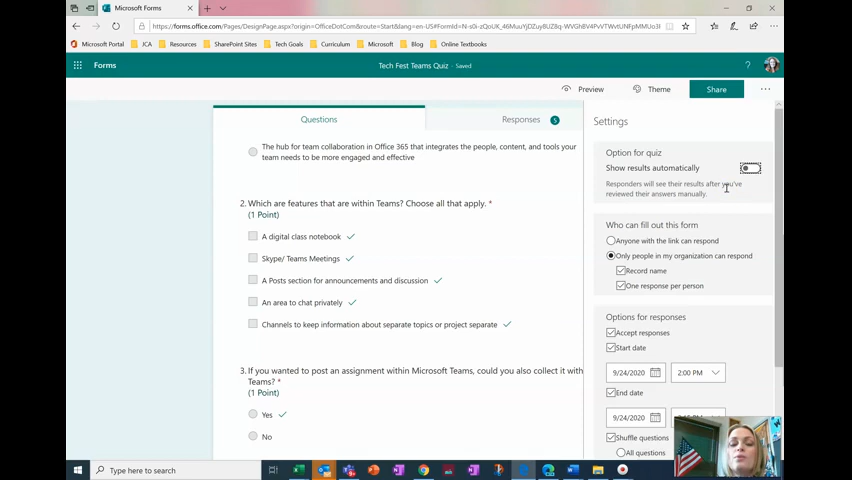 Microsoft Forms
https://forms.office.com/Pages/DesignPage.aspx?origin=OfficeDotCom&route=Start&lang=en-US#FormId=
Microsoft Portal JCA Resources SharePoint Sites Tech Goals Curriculum Microsoft Blog Online Textbooks
Forms
Tech Fest Teams Quiz - Saved
?
Preview Theme Share
Questions
Responses 5
The hub for team collaboration in Office 365 that integrates the people, content, and tools your
team needs to be more engaged and effective
2. Which are features that are within Teams? Choose all that apply. *
(1 Point)
A digital class notebook
Skype/ Teams Meetings
A Posts section for announcements and discussion
An area to chat privately
Channels to keep information about separate topics or project separate
3. If you wanted to post an assignment within Microsoft Teams, could you also collect it with
Teams? *
(1 Point)
Yes
No
Settings
Option for quiz
Show results automatically
Responders will see their results after you've
reviewed their answers manually.
Who can fill out this form
Anyone with the link can respond
Only people in my organization can respond
Record name
One response per person
Options for responses
Accept responses
Start date
9/24/2020 2:00 PM
End date
9/24/2020
Shuffle questions
All questions
Type here to search